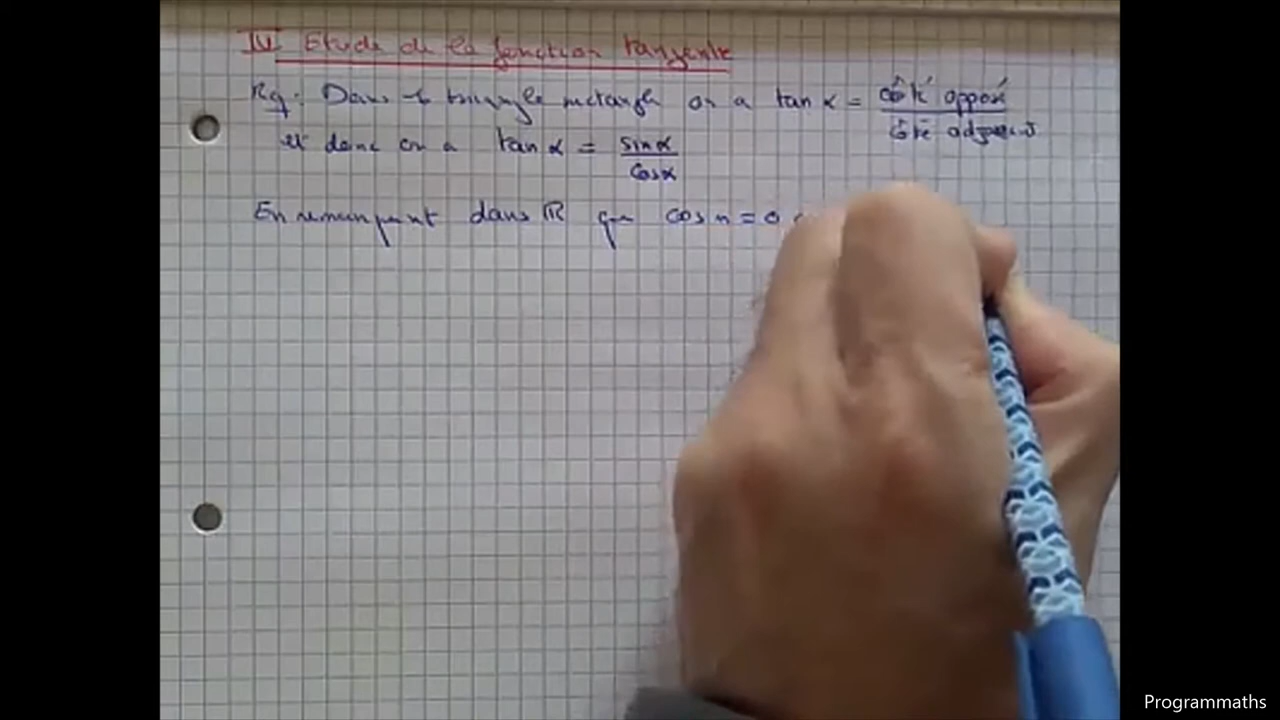 IV Etude de la fonction tangente
Rq: Dans triangle rectangle on a tan α = côté opposé / côté adjacent
et donc on a tan α = sin α / cos α
En remarquant dans ℝ que cos x = 0
Programmaths